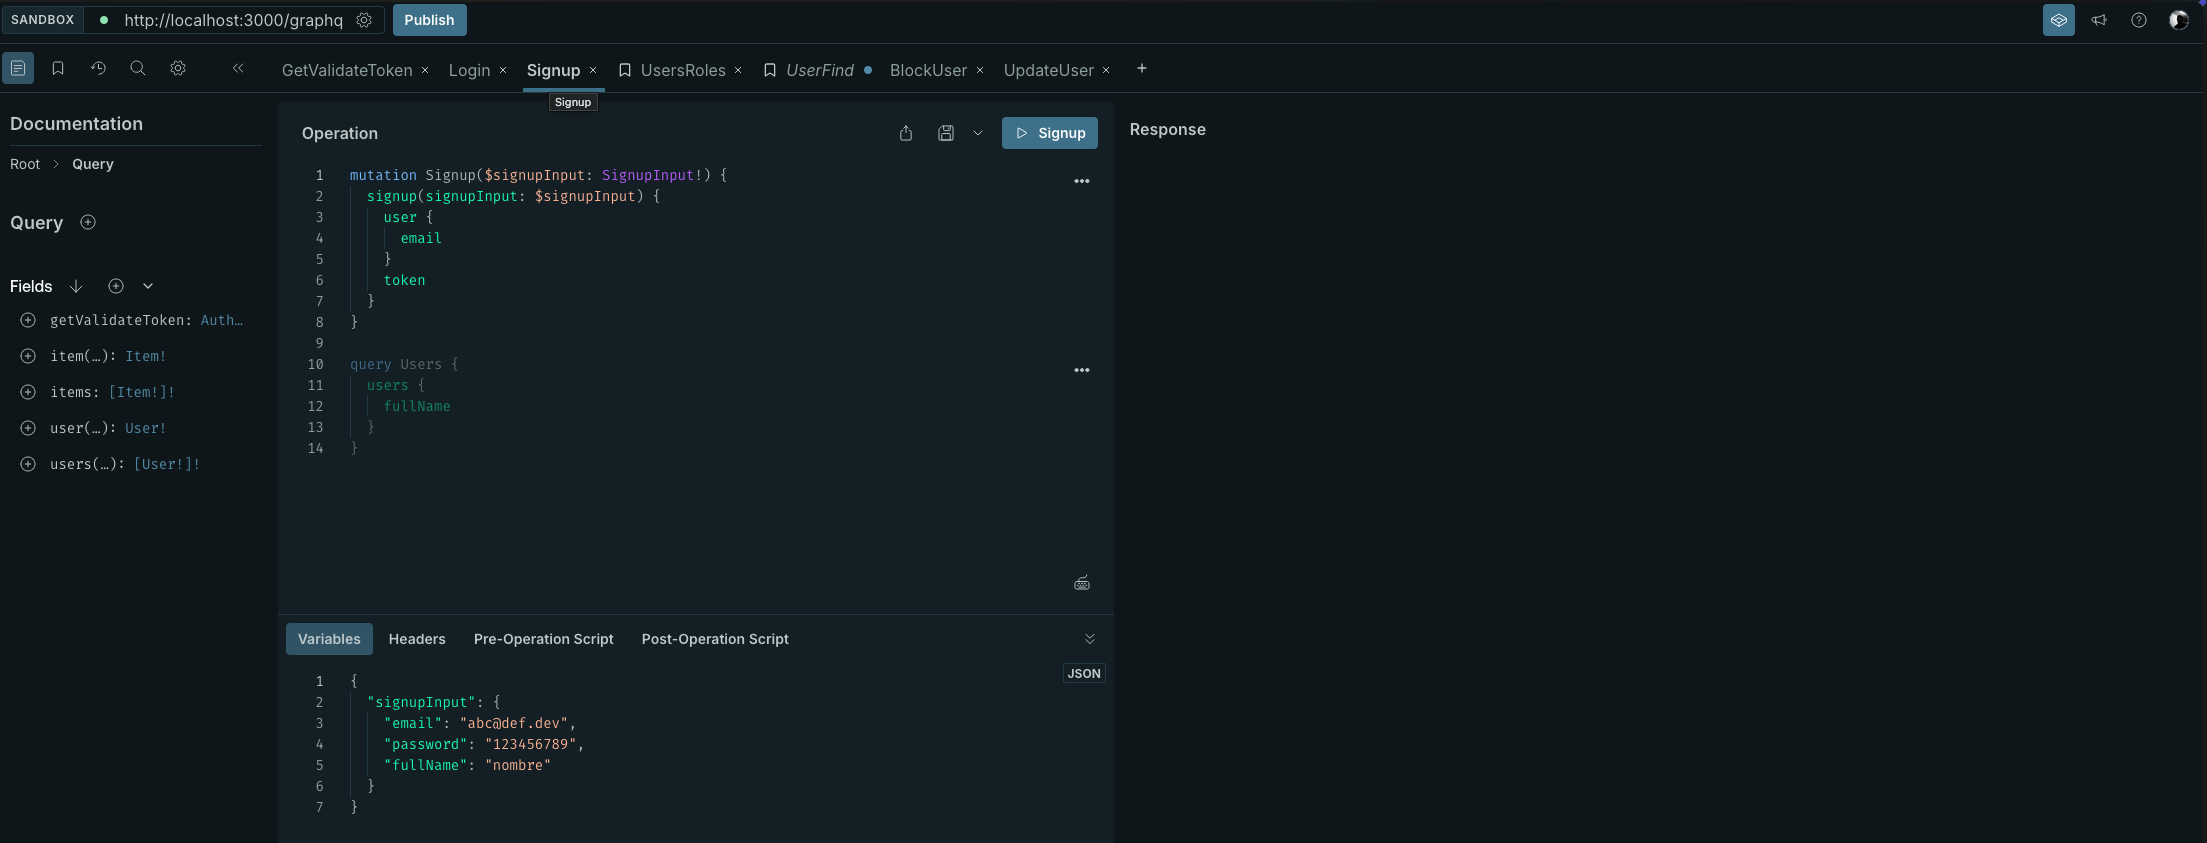 SANDBOX http://localhost:3000/graphq Publish
GetValidateToken × Login × Signup × UsersRoles × UserFind BlockUser × UpdateUser × +
Signup
Documentation
Root > Query
Query
Fields
getValidateToken: Auth…
item(…): Item!
items: [Item!]!
user(…): User!
users(…): [User!]!
Operation
Signup
1 mutation Signup($signupInput: SignupInput!) {
2 signup(signupInput: $signupInput) {
3 user {
4 email
5 }
6 token
7 }
8 }
9
10 query Users {
11 users {
12 fullName
13 }
14 }
Variables Headers Pre-Operation Script Post-Operation Script
JSON
1 {
2 "signupInput": {
3 "email": "abc@def.dev",
4 "password": "123456789",
5 "fullName": "nombre"
6 }
7 }
Response